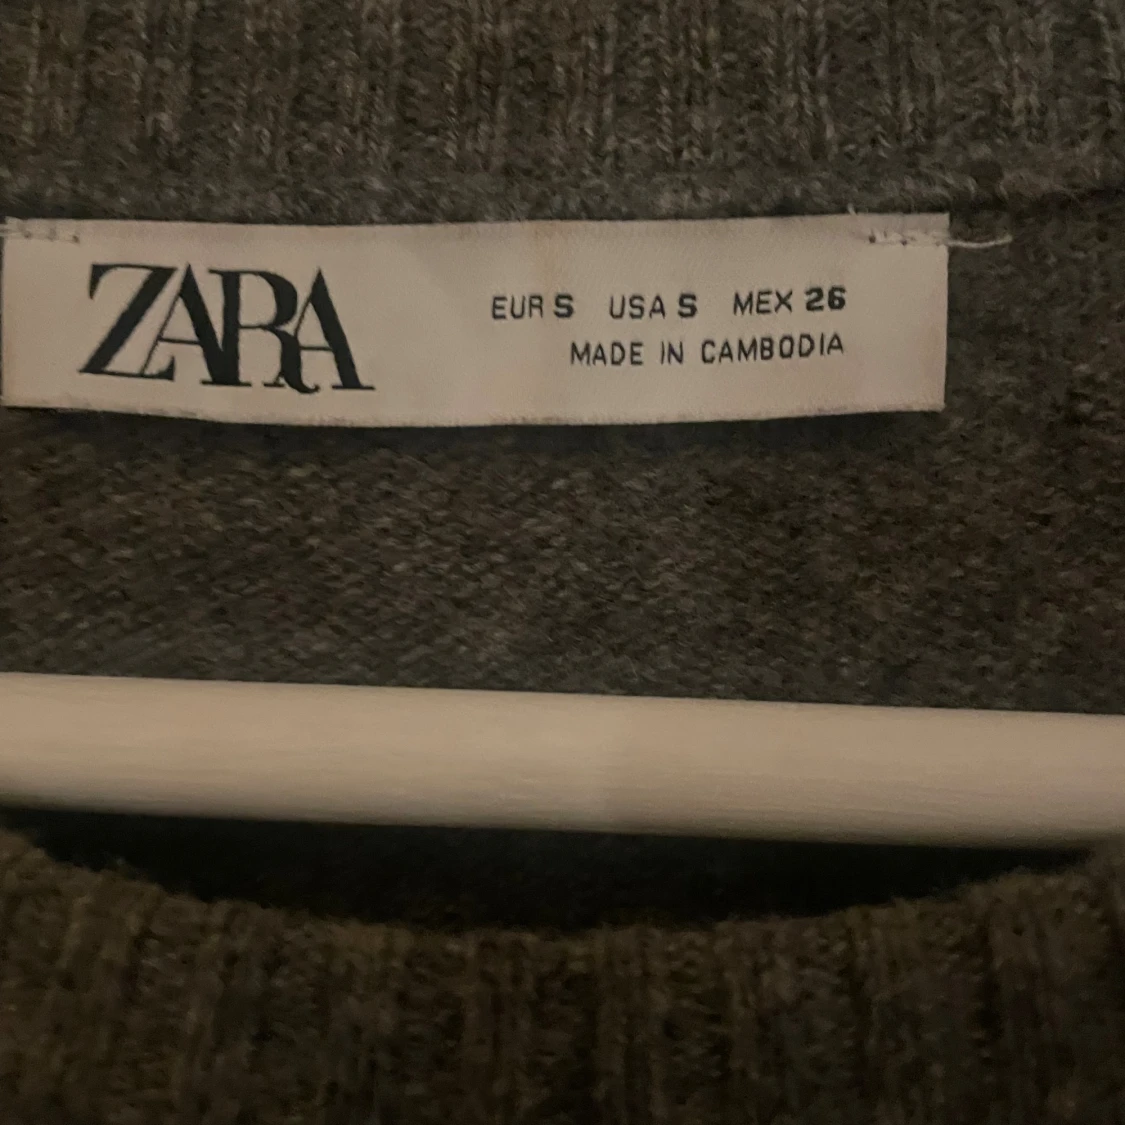 ZARA
EUR S USA S MEX 26
MADE IN CAMBODIA